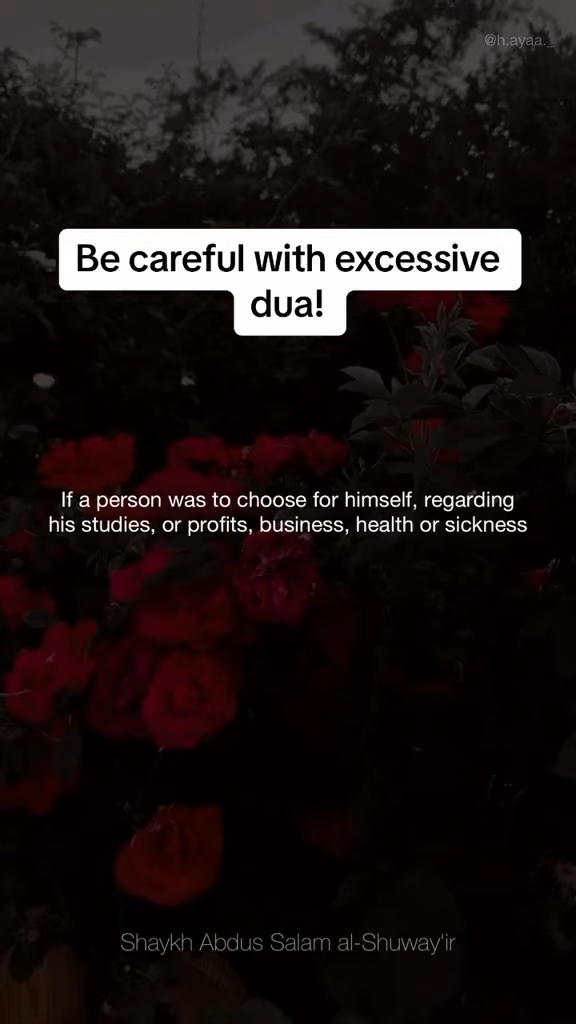 @h.ayaa._
Be careful with excessive
dua!
If a person was to choose for himself, regarding
his studies, or profits, business, health or sickness
Shaykh Abdus Salam al-Shuway'ir